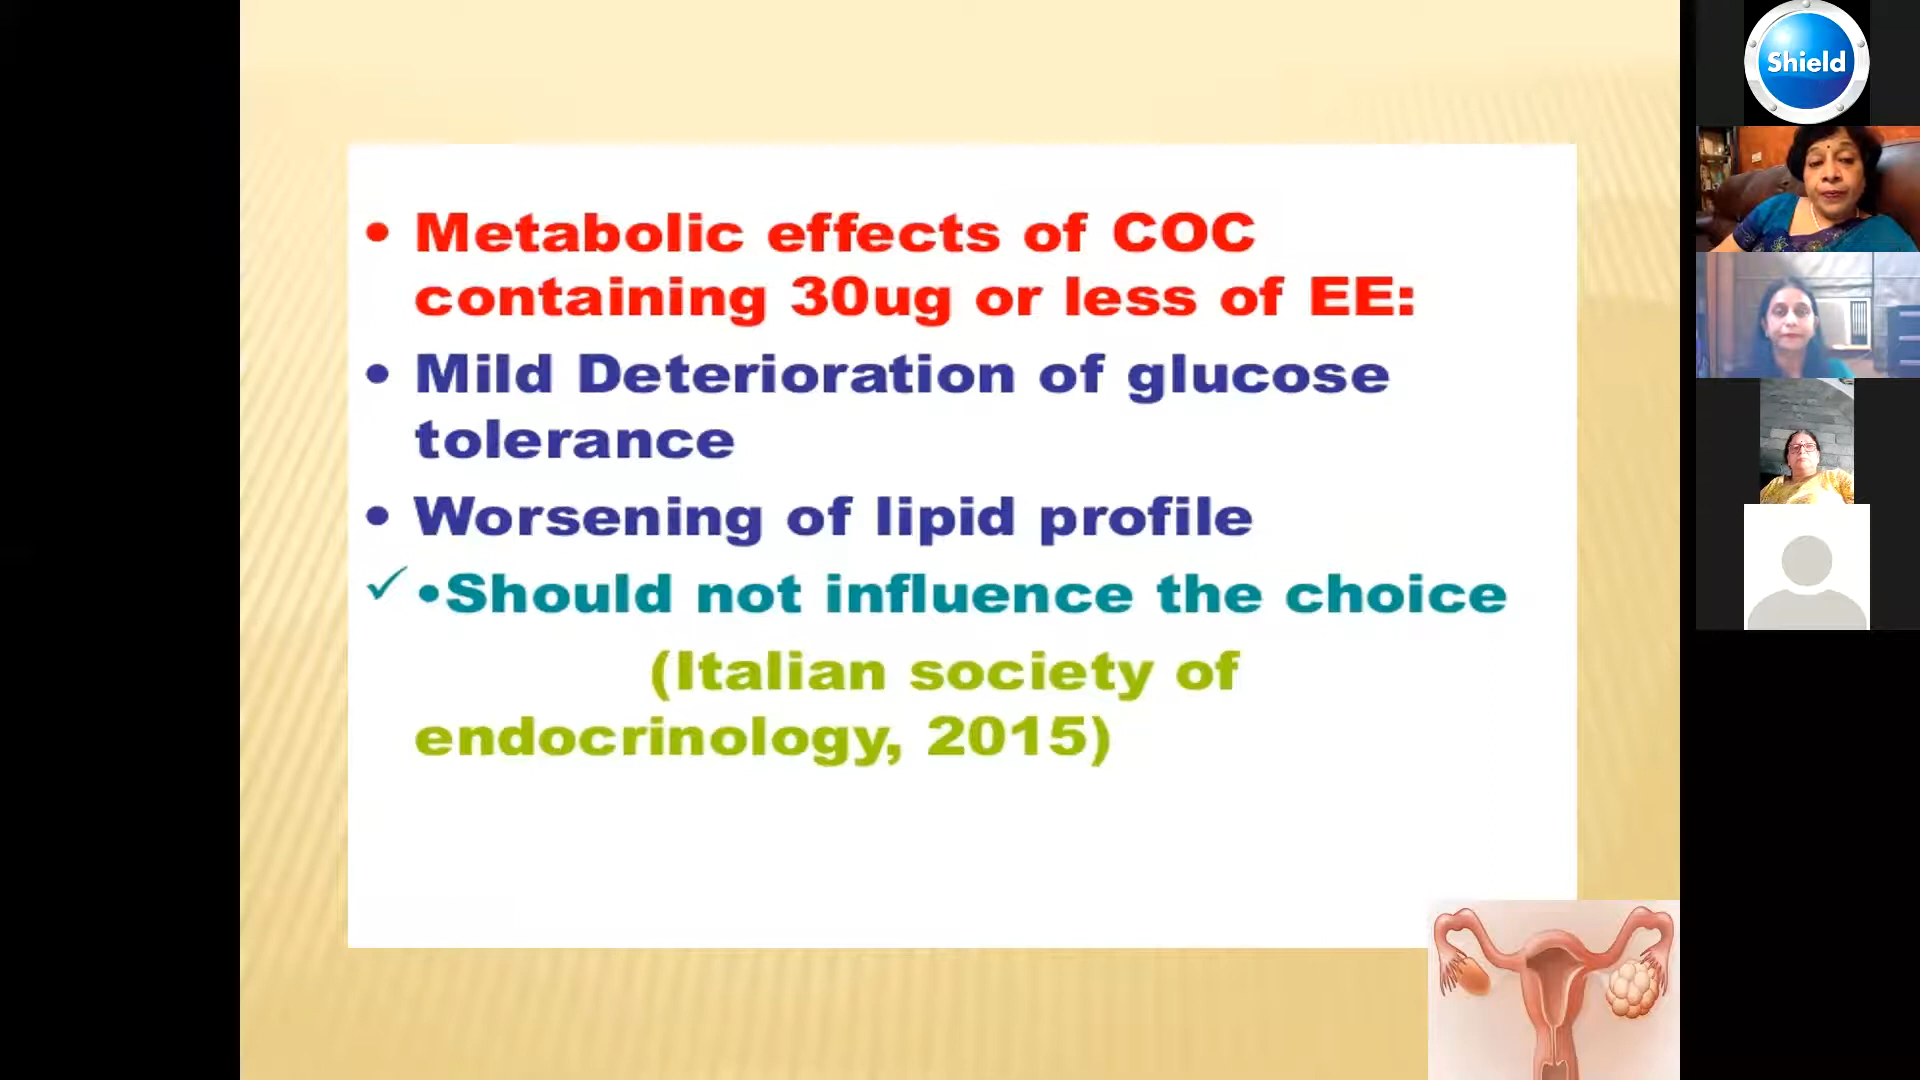 • Metabolic effects of COC
containing 30ug or less of EE:
• Mild Deterioration of glucose
tolerance
• Worsening of lipid profile
✓ •Should not influence the choice
(Italian society of
endocrinology, 2015)
Shield